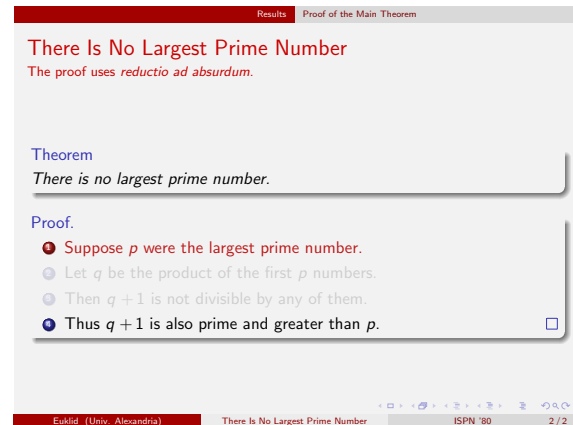 Results Proof of the Main Theorem
There Is No Largest Prime Number
The proof uses reductio ad absurdum.
Theorem
There is no largest prime number.
Proof.
1 Suppose p were the largest prime number.
2 Let q be the product of the first p numbers.
3 Then q + 1 is not divisible by any of them.
4 Thus q + 1 is also prime and greater than p.
Euklid (Univ. Alexandria) There Is No Largest Prime Number ISPN '80 2 / 2